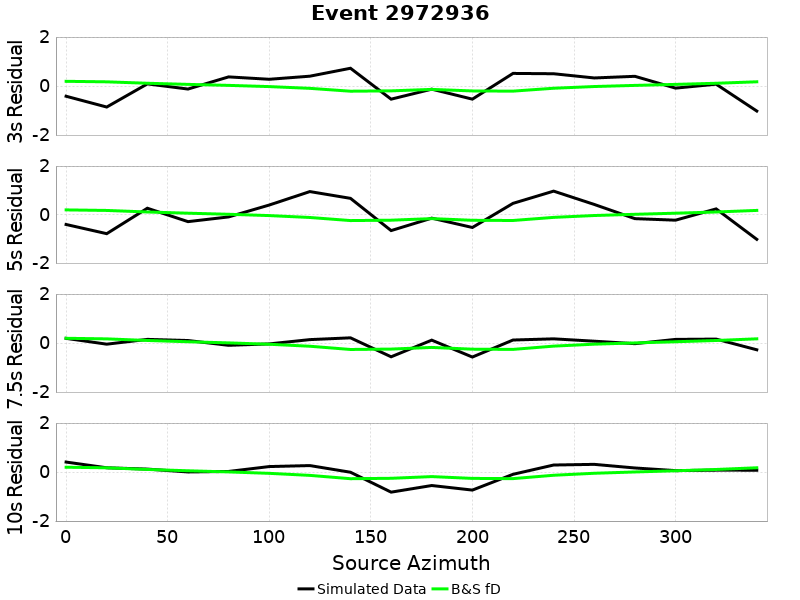 Event 2972936
3s Residual
2
0
-2
5s Residual
2
0
-2
7.5s Residual
2
0
-2
10s Residual
2
0
-2
0 50 100 150 200 250 300
Source Azimuth
Simulated Data B&S fD